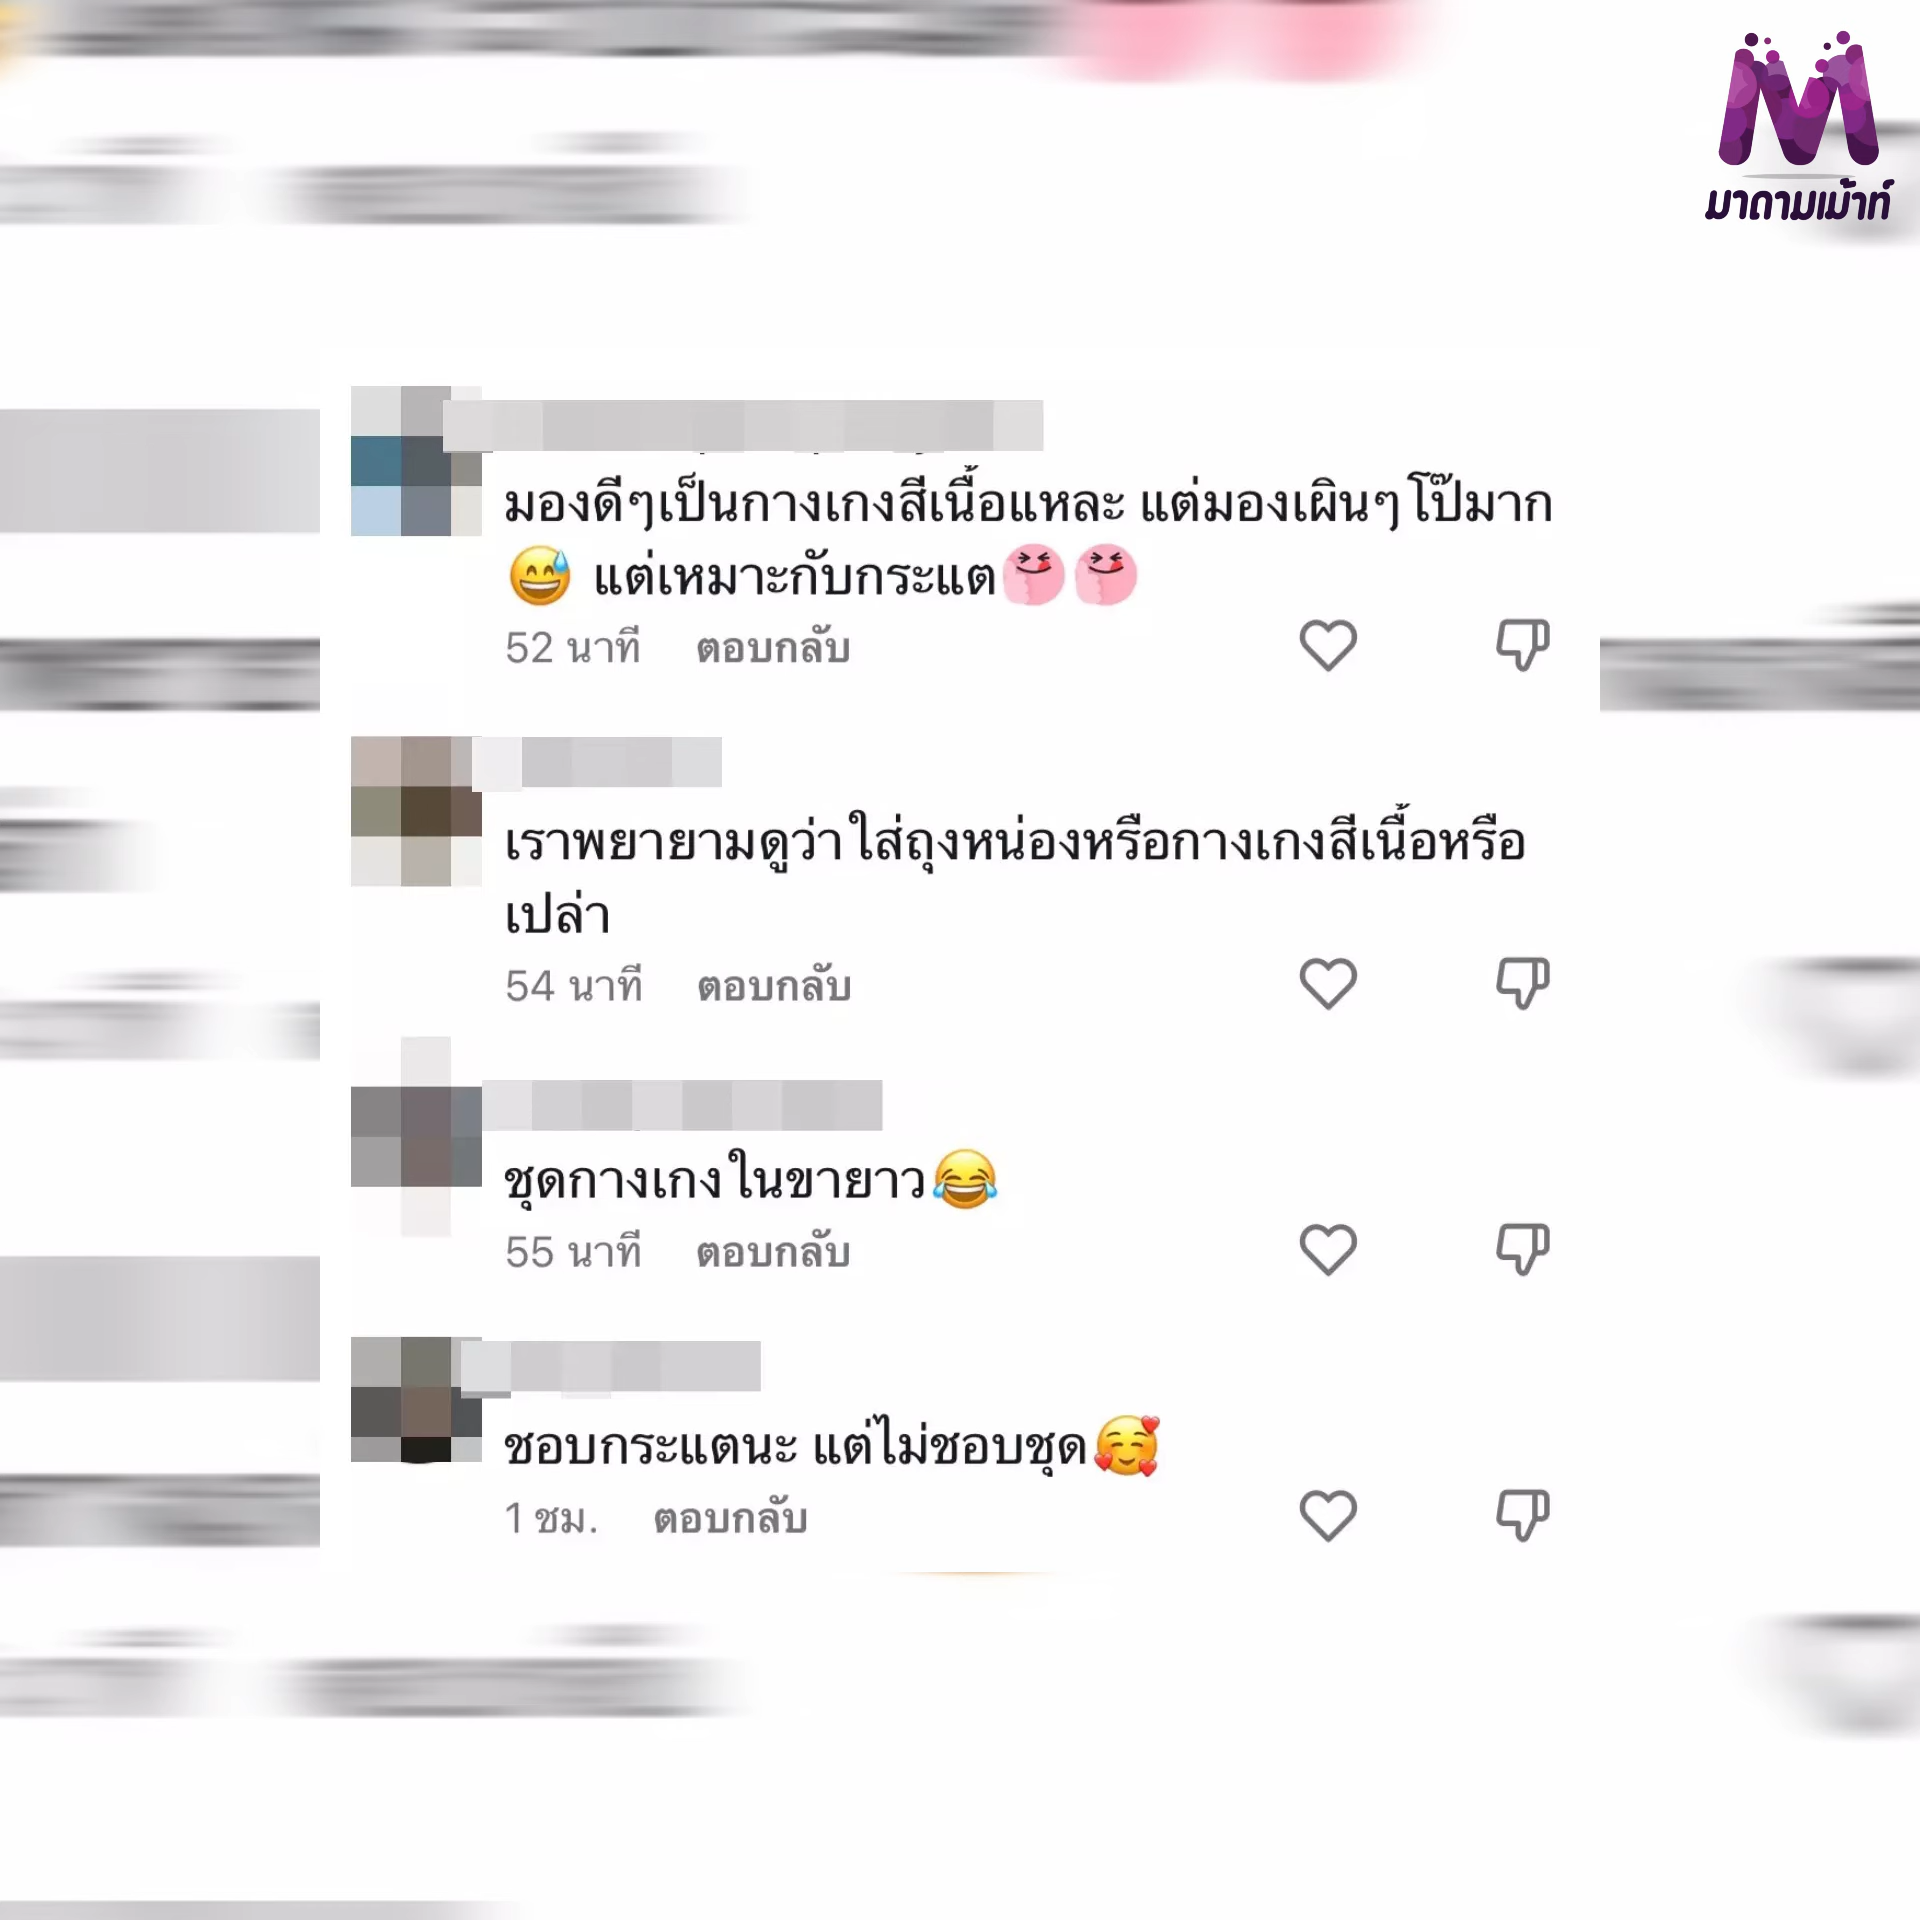 มาดามเม้าท์
มองดีๆเป็นกางเกงสีเนื้อแหละ แต่มองเผินๆโป๊มาก
😅 แต่เหมาะกับกระแต
52 นาที ตอบกลับ
เราพยายามดูว่าใส่ถุงหน่องหรือกางเกงสีเนื้อหรือ
เปล่า
54 นาที ตอบกลับ
ชุดกางเกงในขายาว😂
55 นาที ตอบกลับ
ชอบกระแตนะ แต่ไม่ชอบชุด🥰
1 ชม. ตอบกลับ